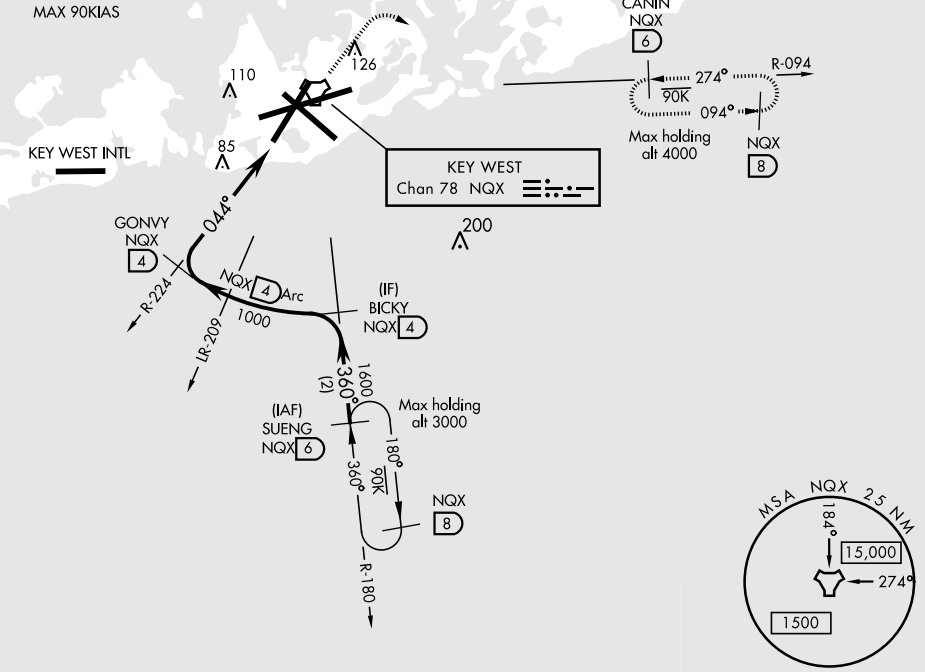 MAX 90KIAS
CANIN
NQX
6
R-094
274°
90K
094°
Max holding
alt 4000
NQX
8
126
110
85
KEY WEST INTL
KEY WEST
Chan 78 NQX
200
044°
GONVY
NQX
4
R-224
NQX 4 Arc
1000
LR-209
(IF)
BICKY
NQX 4
1600
360°
(2)
(IAF)
SUENG
NQX 6
Max holding
alt 3000
180°
360°
90K
NQX
8
R-180
MSA NQX 25 NM
184°
15,000
274°
1500